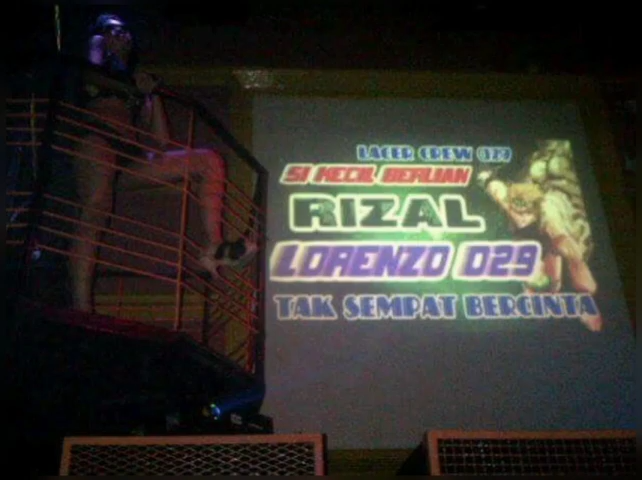 LACER CREW 029
SI KECIL BERLIAN
RIZAL
LORENZO 029
TAK SEMPAT BERCINTA